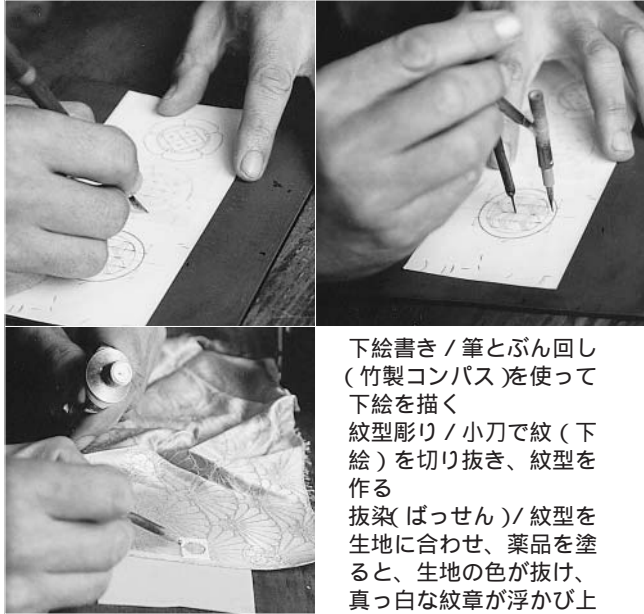 下絵書き / 筆とぶん回し
( 竹製コンパス )を使って
下絵を描く
紋型彫り / 小刀で紋 ( 下
絵 ) を切り抜き、紋型を
作る
抜染( ばっせん )/ 紋型を
生地に合わせ、薬品を塗
ると、生地の色が抜け、
真っ白な紋章が浮かび上